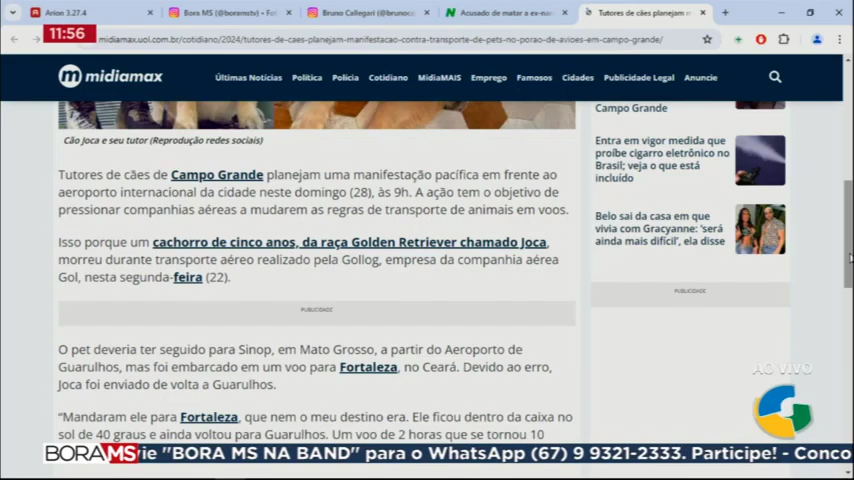 Arion 3.27.4
Bora MS (@boramstv) • Fot
Bruno Callegari (@brunoca
Acusado de matar a ex-nam
Tutores de cães planejam m
11:56
midiamax.uol.com.br/cotidiano/2024/tutores-de-caes-planejam-manifestacao-contra-transporte-de-pets-no-porao-de-avioes-em-campo-grande/
midiamax
Últimas Notícias Política Polícia Cotidiano MidiaMAIS Emprego Famosos Cidades Publicidade Legal Anuncie
Cão Joca e seu tutor (Reprodução redes sociais)
Tutores de cães de Campo Grande planejam uma manifestação pacífica em frente ao
aeroporto internacional da cidade neste domingo (28), às 9h. A ação tem o objetivo de
pressionar companhias aéreas a mudarem as regras de transporte de animais em voos.
Isso porque um cachorro de cinco anos, da raça Golden Retriever chamado Joca,
morreu durante transporte aéreo realizado pela Gollog, empresa da companhia aérea
Gol, nesta segunda-feira (22).
PUBLICIDADE
O pet deveria ter seguido para Sinop, em Mato Grosso, a partir do Aeroporto de
Guarulhos, mas foi embarcado em um voo para Fortaleza, no Ceará. Devido ao erro,
Joca foi enviado de volta a Guarulhos.
“Mandaram ele para Fortaleza, que nem o meu destino era. Ele ficou dentro da caixa no
sol de 40 graus e ainda voltou para Guarulhos. Um voo de 2 horas que se tornou 10
Campo Grande
Entra em vigor medida que
proíbe cigarro eletrônico no
Brasil; veja o que está
incluído
Belo sai da casa em que
vivia com Gracyanne: ‘será
ainda mais difícil’, ela disse
PUBLICIDADE
AO VIVO
BORAMS
vie "BORA MS NA BAND" para o WhatsApp (67) 9 9321-2333. Participe! - Conco